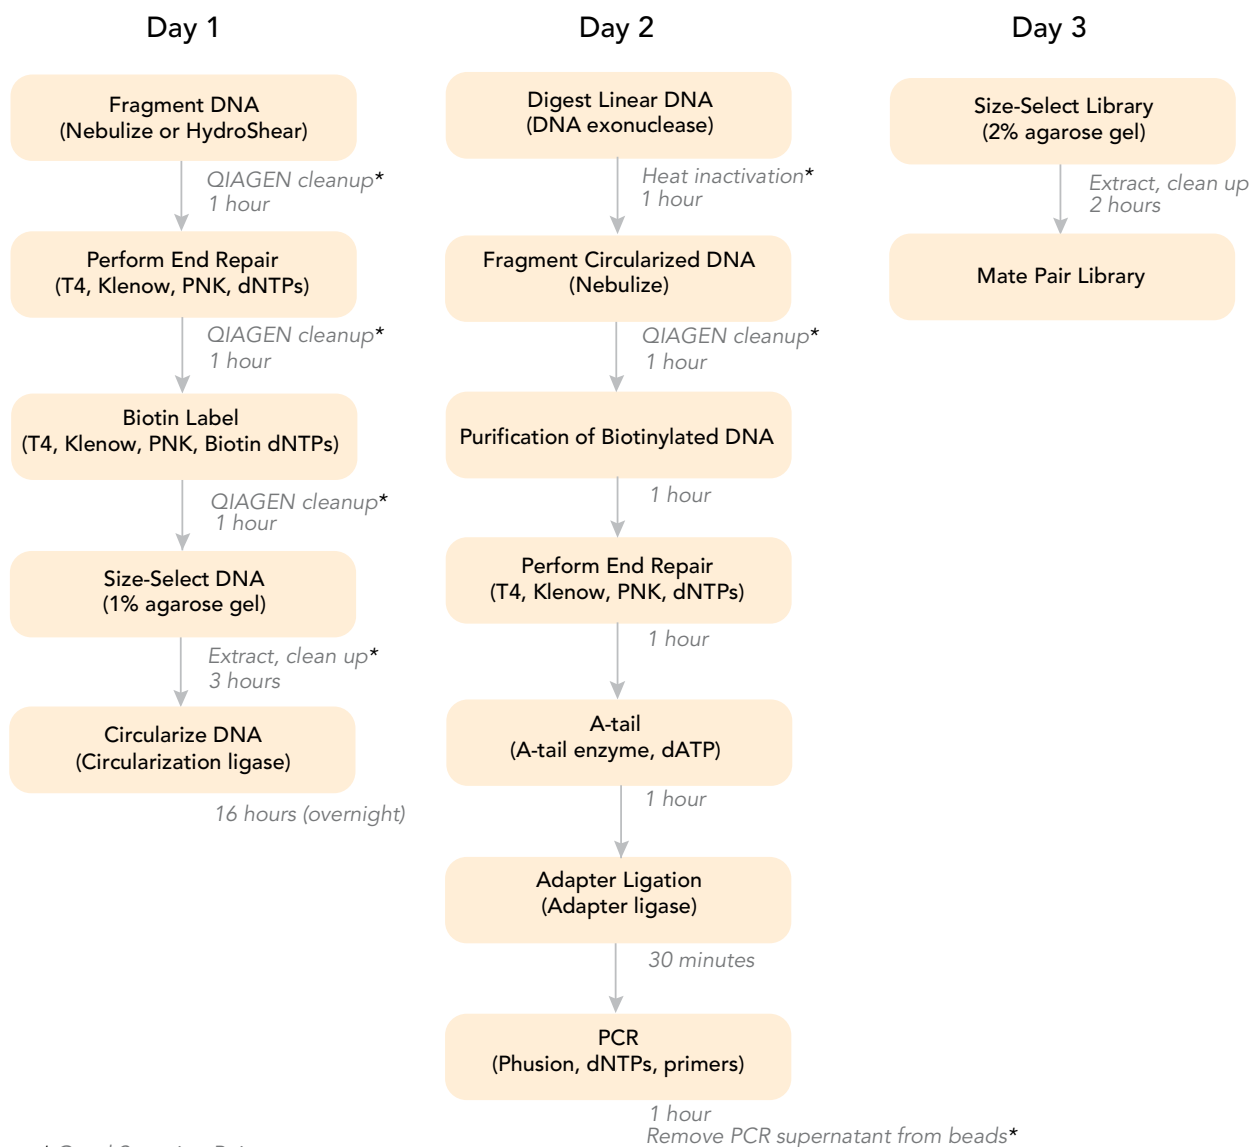 Day 1
Fragment DNA
(Nebulize or HydroShear)
QIAGEN cleanup*
1 hour
Perform End Repair
(T4, Klenow, PNK, dNTPs)
QIAGEN cleanup*
1 hour
Biotin Label
(T4, Klenow, PNK, Biotin dNTPs)
QIAGEN cleanup*
1 hour
Size-Select DNA
(1% agarose gel)
Extract, clean up*
3 hours
Circularize DNA
(Circularization ligase)
16 hours (overnight)
Day 2
Digest Linear DNA
(DNA exonuclease)
Heat inactivation*
1 hour
Fragment Circularized DNA
(Nebulize)
QIAGEN cleanup*
1 hour
Purification of Biotinylated DNA
1 hour
Perform End Repair
(T4, Klenow, PNK, dNTPs)
1 hour
A-tail
(A-tail enzyme, dATP)
1 hour
Adapter Ligation
(Adapter ligase)
30 minutes
PCR
(Phusion, dNTPs, primers)
1 hour
Remove PCR supernatant from beads*
Day 3
Size-Select Library
(2% agarose gel)
Extract, clean up
2 hours
Mate Pair Library